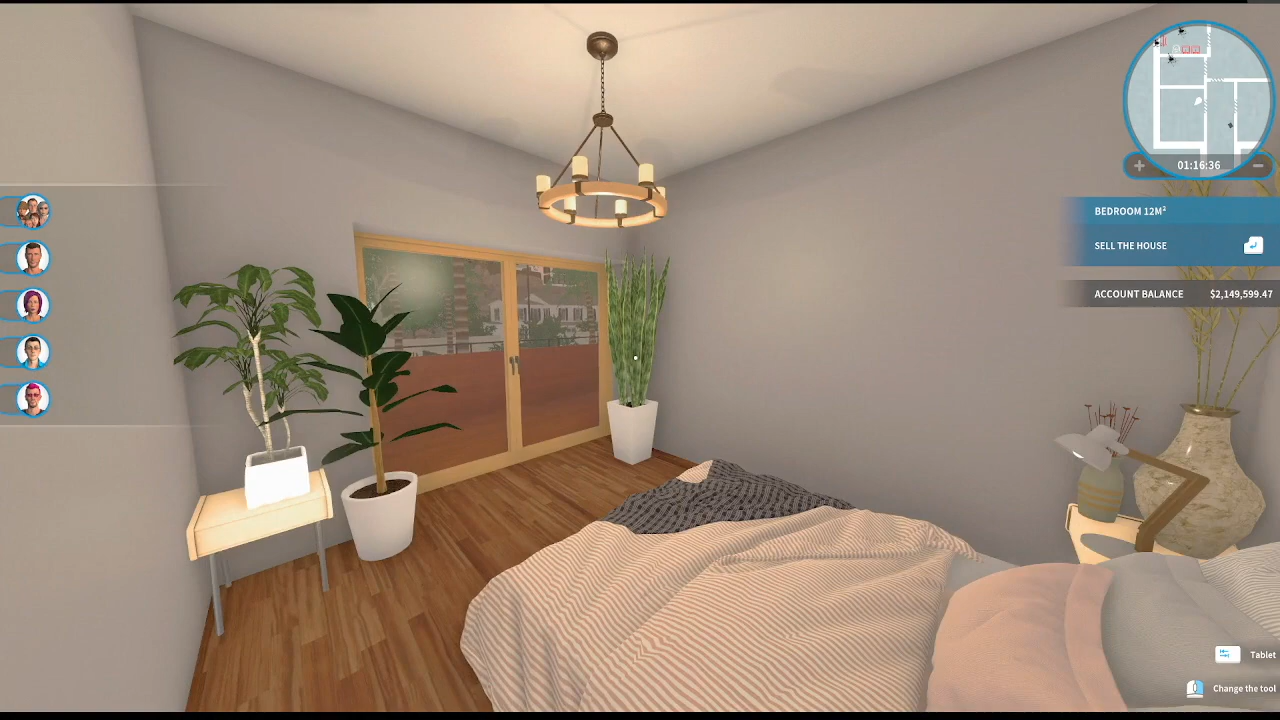 01:16:36
BEDROOM 12M²
SELL THE HOUSE
ACCOUNT BALANCE $2,149,599.47
Tablet
Change the tool